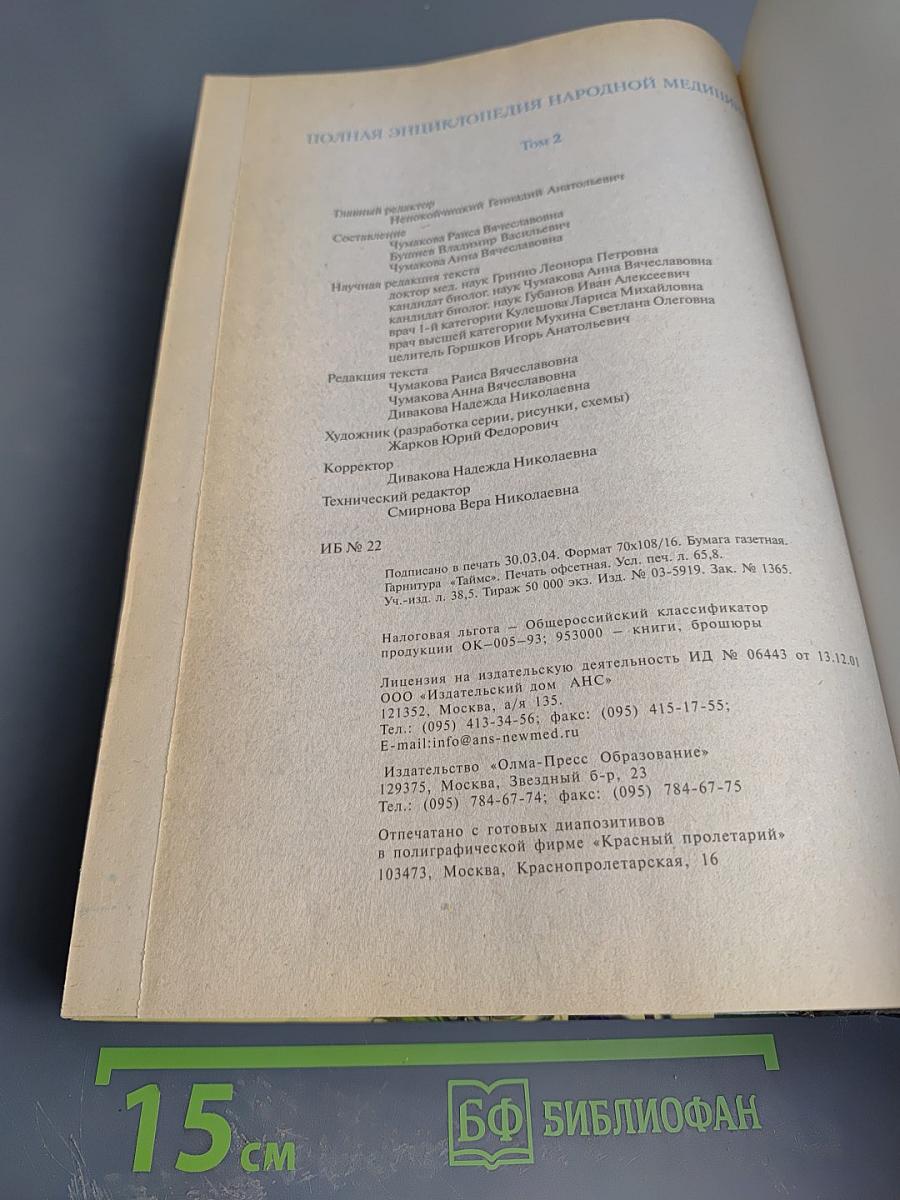 ПОЛНАЯ ЭНЦИКЛОПЕДИЯ НАРОДНОЙ МЕДИЦИНЫ
Том 2
Главный редактор
Непокойчицкий Геннадий Анатольевич
Составление
Чумакова Раиса Вячеславовна
Бушнев Владимир Васильевич
Чумакова Анна Вячеславовна
Научная редакция текста
доктор мед. наук Гринио Леонора Петровна
кандидат биолог. наук Чумакова Анна Вячеславовна
кандидат биолог. наук Губанов Иван Алексеевич
врач 1-й категории Кулешова Лариса Михайловна
врач высшей категории Мухина Светлана Олеговна
целитель Горшков Игорь Анатольевич
Редакция текста
Чумакова Раиса Вячеславовна
Чумакова Анна Вячеславовна
Дивакова Надежда Николаевна
Художник (разработка серии, рисунки, схемы)
Жарков Юрий Федорович
Корректор
Дивакова Надежда Николаевна
Технический редактор
Смирнова Вера Николаевна
ИБ № 22
Подписано в печать 30.03.04. Формат 70х108/16. Бумага газетная.
Гарнитура «Таймс». Печать офсетная. Усл. печ. л. 65,8.
Уч.-изд. л. 38,5. Тираж 50 000 экз. Изд. № 03-5919. Зак. № 1365.
Налоговая льгота – Общероссийский классификатор
продукции ОК–005–93; 953000 – книги, брошюры
Лицензия на издательскую деятельность ИД № 06443 от 13.12.01
ООО «Издательский дом АНС»
121352, Москва, а/я 135.
Тел.: (095) 413-34-56; факс: (095) 415-17-55;
E-mail:info@ans-newmed.ru
Издательство «Олма-Пресс Образование»
129375, Москва, Звездный б-р, 23
Тел.: (095) 784-67-74; факс: (095) 784-67-75
Отпечатано с готовых диапозитивов
в полиграфической фирме «Красный пролетарий»
103473, Москва, Краснопролетарская, 16
15 см
БФ БИБЛИОФАН